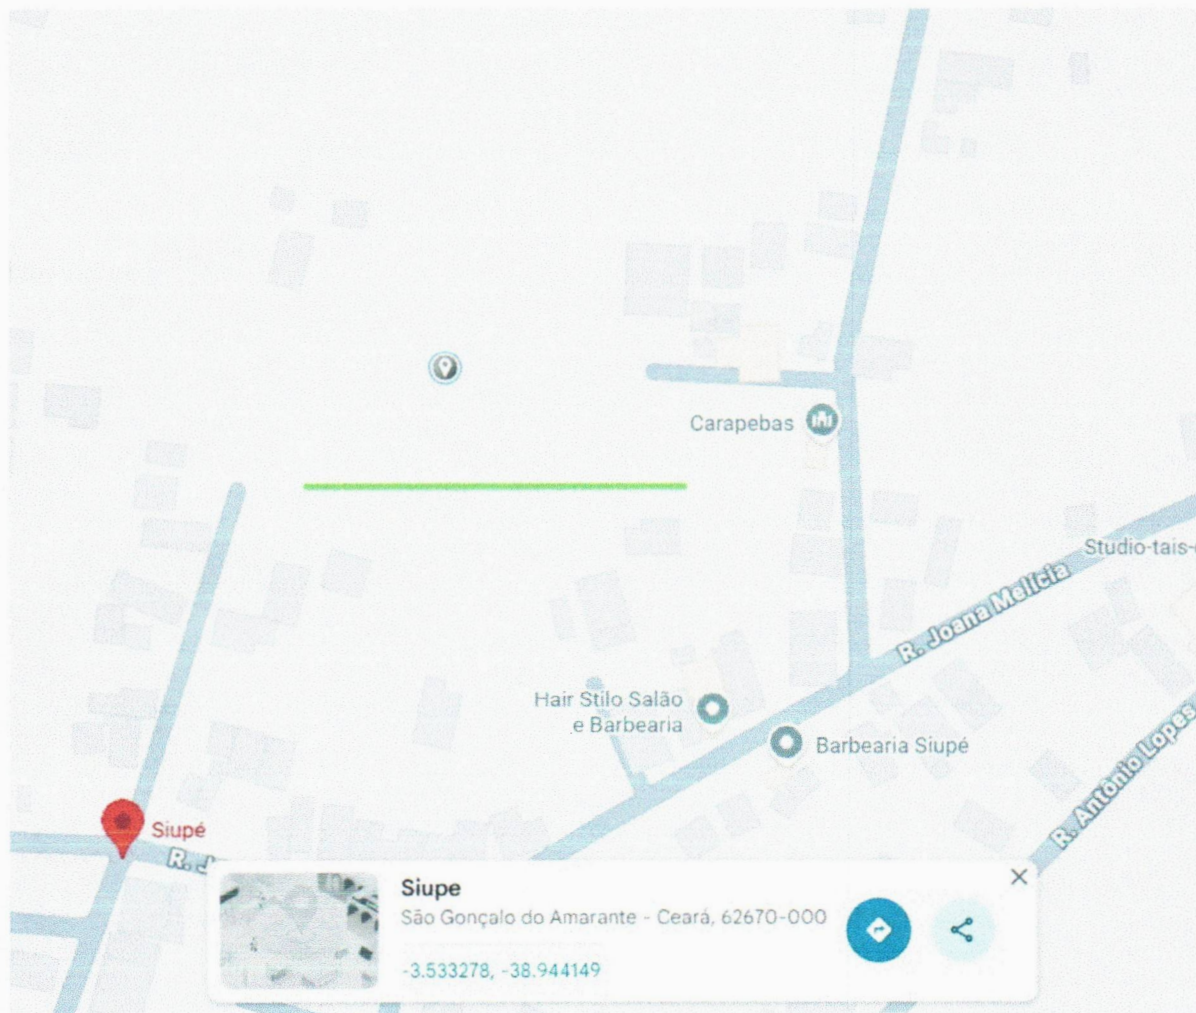 Carapebas
Studio-tais-
R. Joana Melícia
Hair Stilo Salão
e Barbearia
Barbearia Siupé
R. Antônio Lopes
Siupé
R. J
Siupe
São Gonçalo do Amarante - Ceará, 62670-000
-3.533278, -38.944149